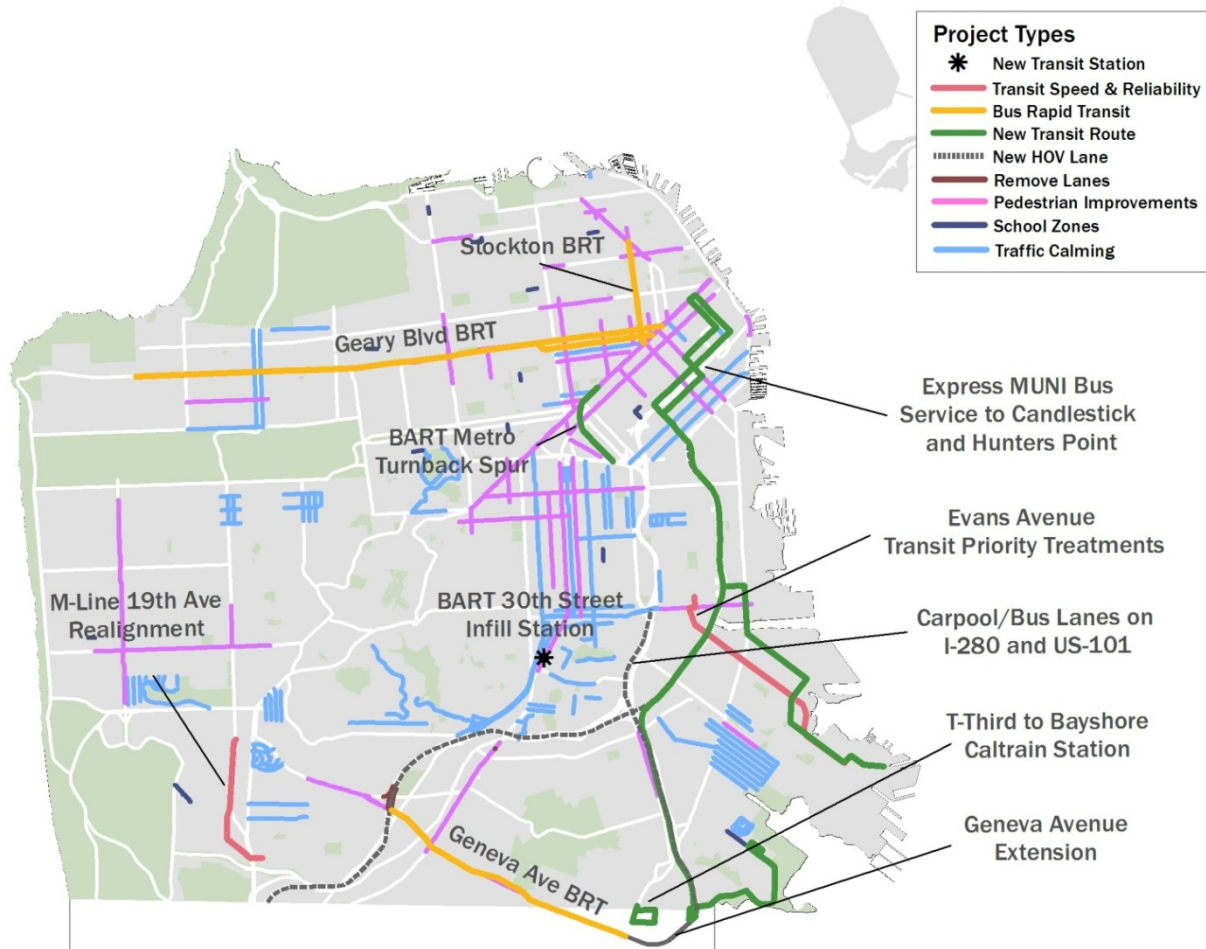 Project Types
New Transit Station
Transit Speed & Reliability
Bus Rapid Transit
New Transit Route
New HOV Lane
Remove Lanes
Pedestrian Improvements
School Zones
Traffic Calming
Stockton BRT
Geary Blvd BRT
Express MUNI Bus
Service to Candlestick
and Hunters Point
BART Metro
Turnback Spur
Evans Avenue
Transit Priority Treatments
M-Line 19th Ave
Realignment
BART 30th Street
Infill Station
Carpool/Bus Lanes on
I-280 and US-101
T-Third to Bayshore
Caltrain Station
Geneva Avenue
Extension
Geneva Ave BRT